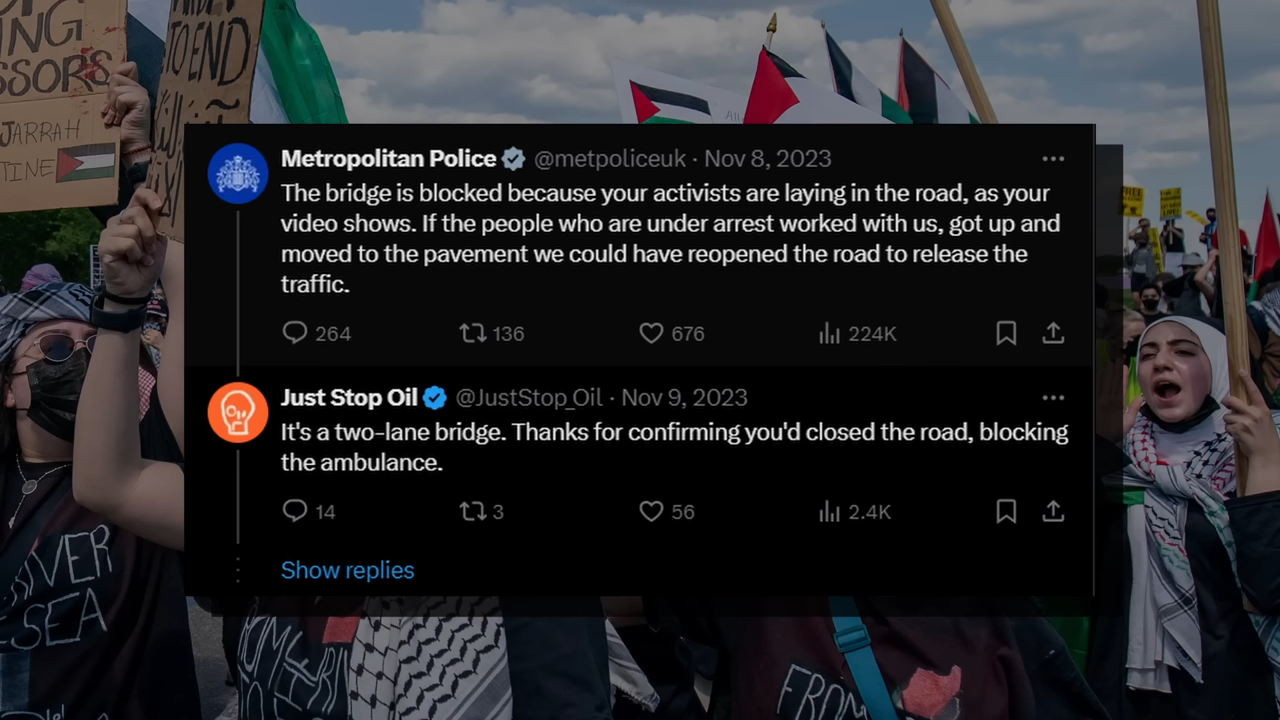 ING
SSORS
JARRAH
TINE
TO END
Metropolitan Police @metpoliceuk · Nov 8, 2023
The bridge is blocked because your activists are laying in the road, as your
video shows. If the people who are under arrest worked with us, got up and
moved to the pavement we could have reopened the road to release the
traffic.
264 136 676 224K
Just Stop Oil @JustStop_Oil · Nov 9, 2023
It's a two-lane bridge. Thanks for confirming you'd closed the road, blocking
the ambulance.
14 3 56 2.4K
Show replies
FREE
RIVER
SEA
FROM